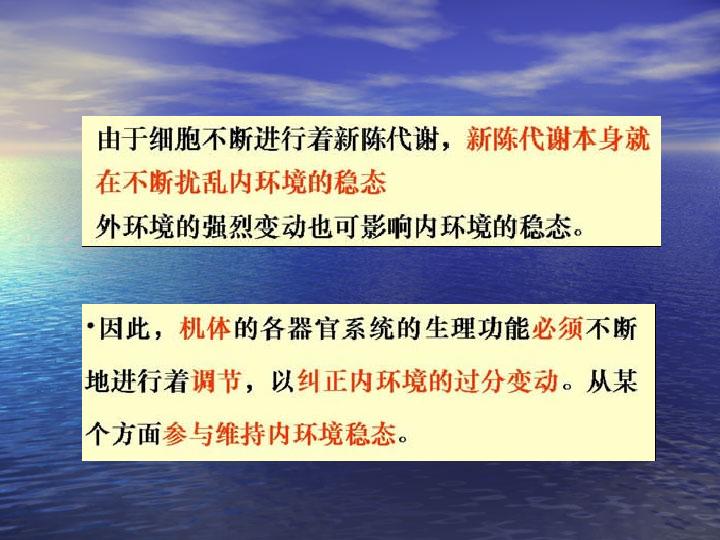 由于细胞不断进行着新陈代谢，新陈代谢本身就
在不断扰乱内环境的稳态
外环境的强烈变动也可影响内环境的稳态。
·因此，机体的各器官系统的生理功能必须不断
地进行着调节，以纠正内环境的过分变动。从某
个方面参与维持内环境稳态。